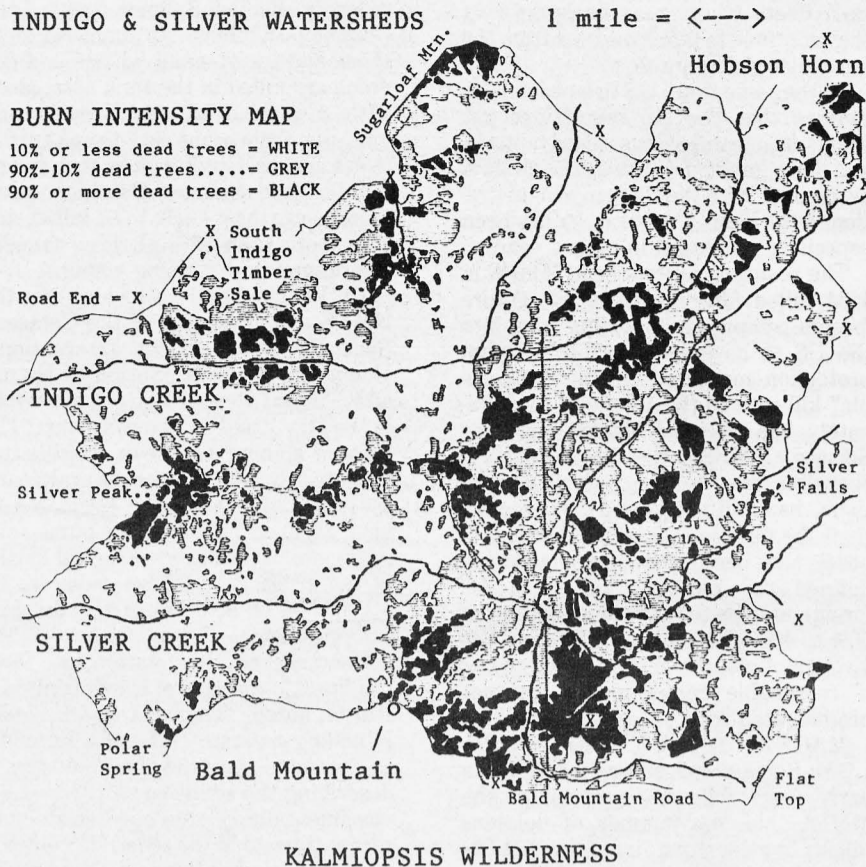 INDIGO & SILVER WATERSHEDS
1 mile = <--->
X
Hobson Horn
Sugarloaf Mtn.
BURN INTENSITY MAP
10% or less dead trees = WHITE
90%-10% dead trees.....= GREY
90% or more dead trees = BLACK
X
X
X South
Indigo
Timber
Sale
Road End = X
X
INDIGO CREEK
Silver Peak...
Silver
Falls
X
SILVER CREEK
O
X
Polar
Spring
Bald Mountain
X
Bald Mountain Road
Flat
Top
KALMIOPSIS WILDERNESS